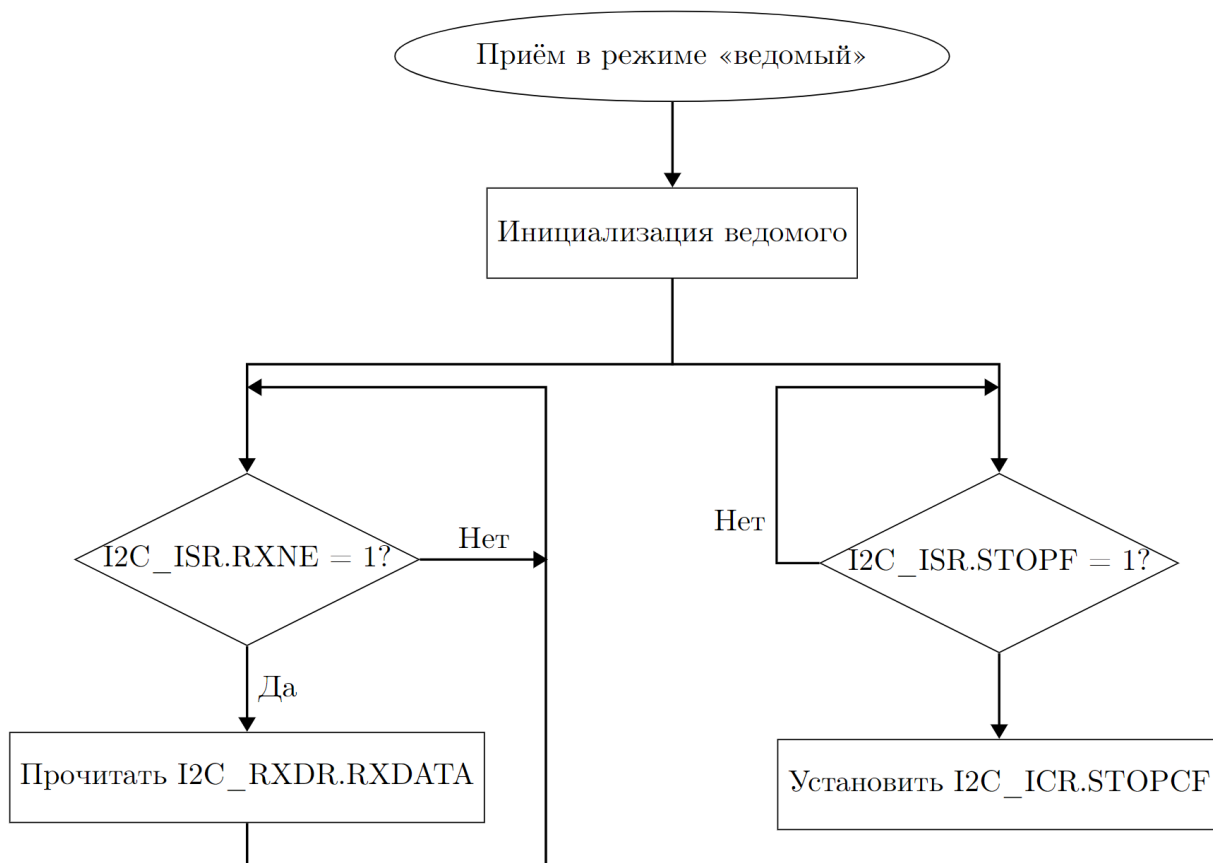 Приём в режиме «ведомый»
Инициализация ведомого
I2C_ISR.RXNE = 1?
Нет
Нет
I2C_ISR.STOPF = 1?
Да
Прочитать I2C_RXDR.RXDATA
Установить I2C_ICR.STOPCF